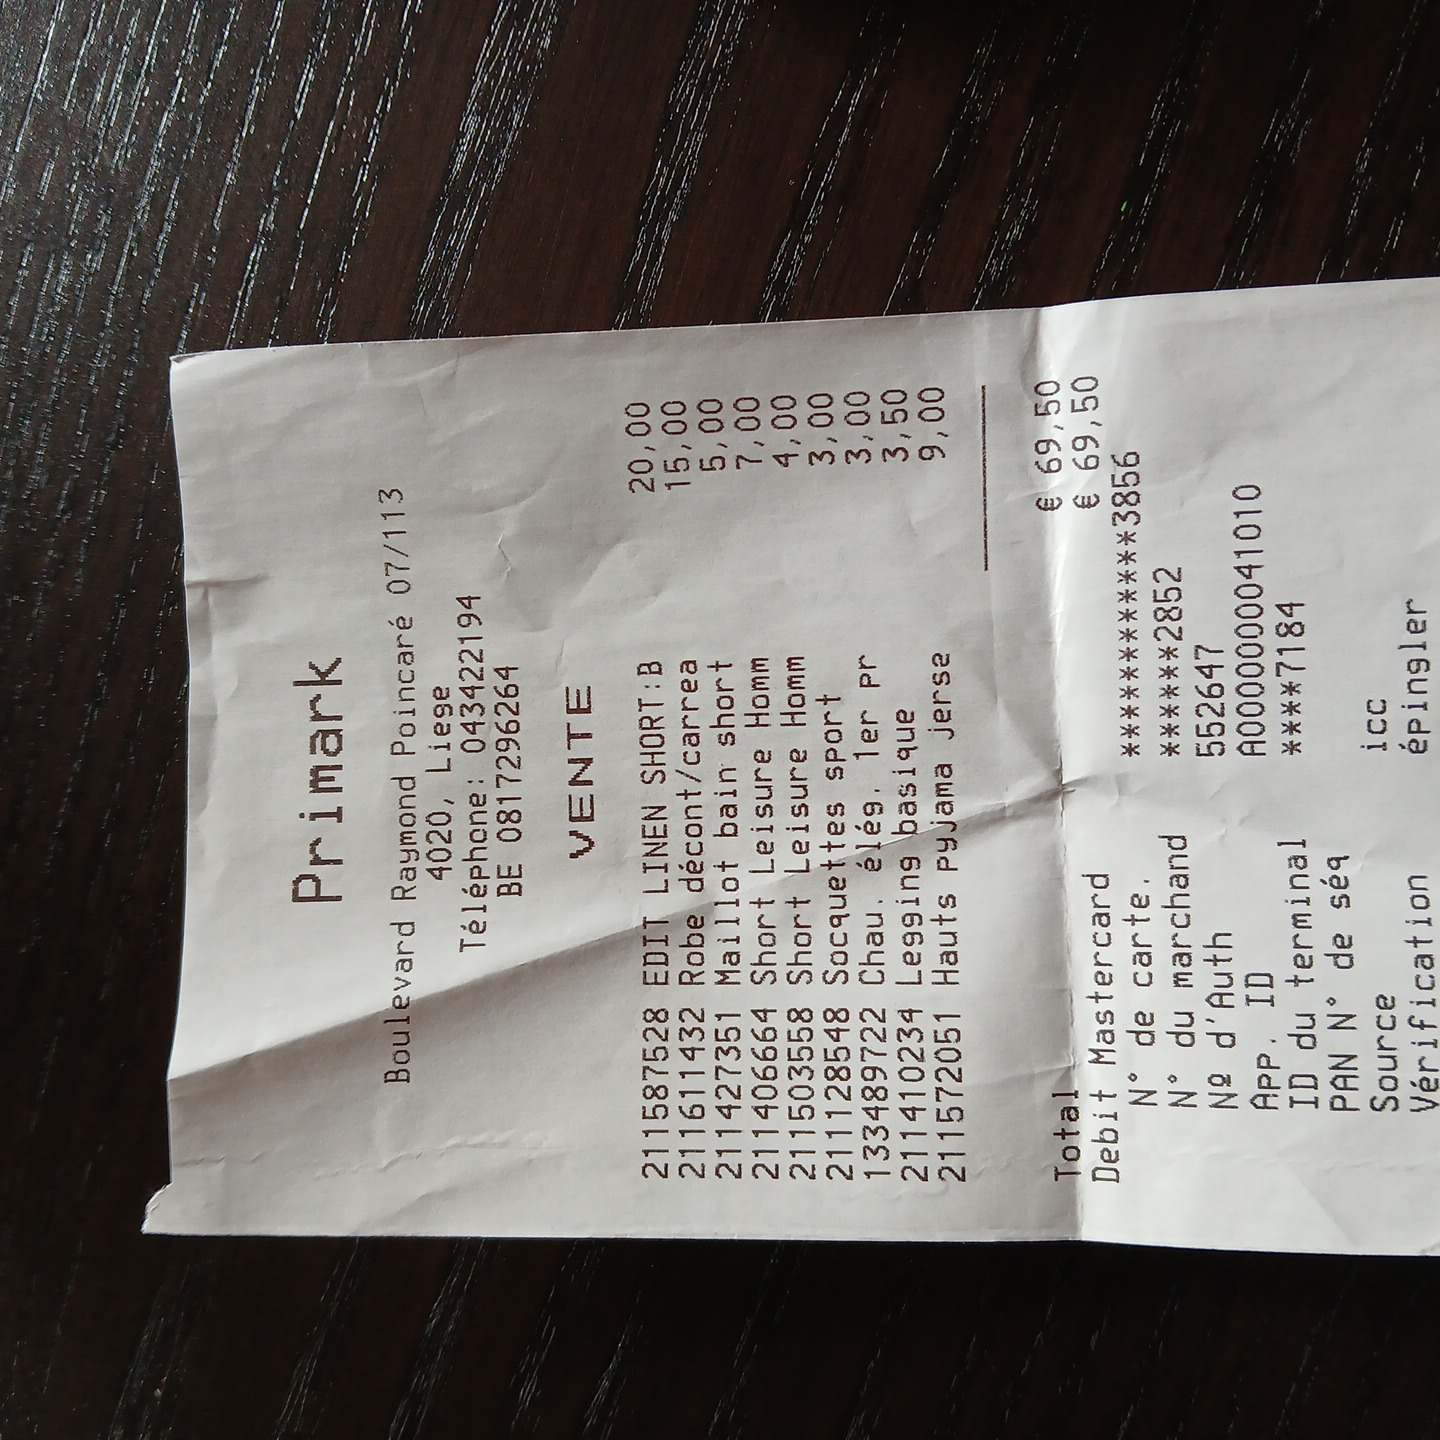 Primark
Boulevard Raymond Poincaré 07/113
4020, Liege
Téléphone: 043422194
BE 0817296264
VENTE
211587528 EDIT LINEN SHORT:B 20,00
211611432 Robe décont/carrea 15,00
211427351 Maillot bain short 5,00
211406664 Short Leisure Homm 7,00
211503558 Short Leisure Homm 4,00
211128548 Socquettes sport 3,00
133489722 Chau. élég. 1er pr 3,00
211410234 Legging basique 3,50
211572051 Hauts pyjama jerse 9,00
Total € 69,50
Debit Mastercard € 69,50
N° de carte. ************3856
N° du marchand ******2852
Nº d'Auth 552647
App. ID A0000000041010
ID du terminal ****7184
PAN N° de séq
Source icc
Vérification épingler